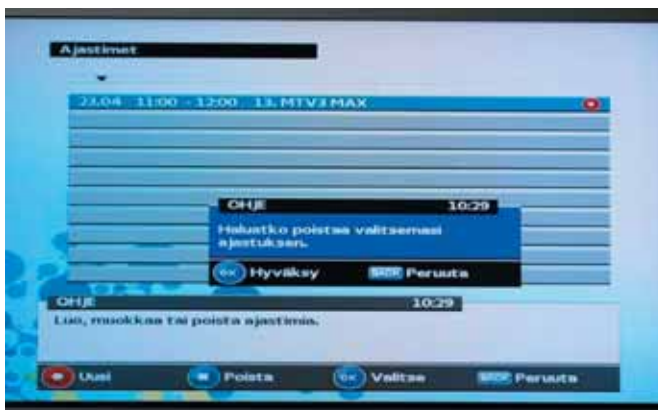 Ajastimet
23.04 11:00 - 12:00 13. MTV3 MAX
OHJE 10:29
Haluatko poistaa valitsemasi
ajastuksen.
OK Hyväksy BACK Peruuta
OHJE 10:29
Luo, muokkaa tai poista ajastimia.
Uusi Poista OK Valitse BACK Peruuta